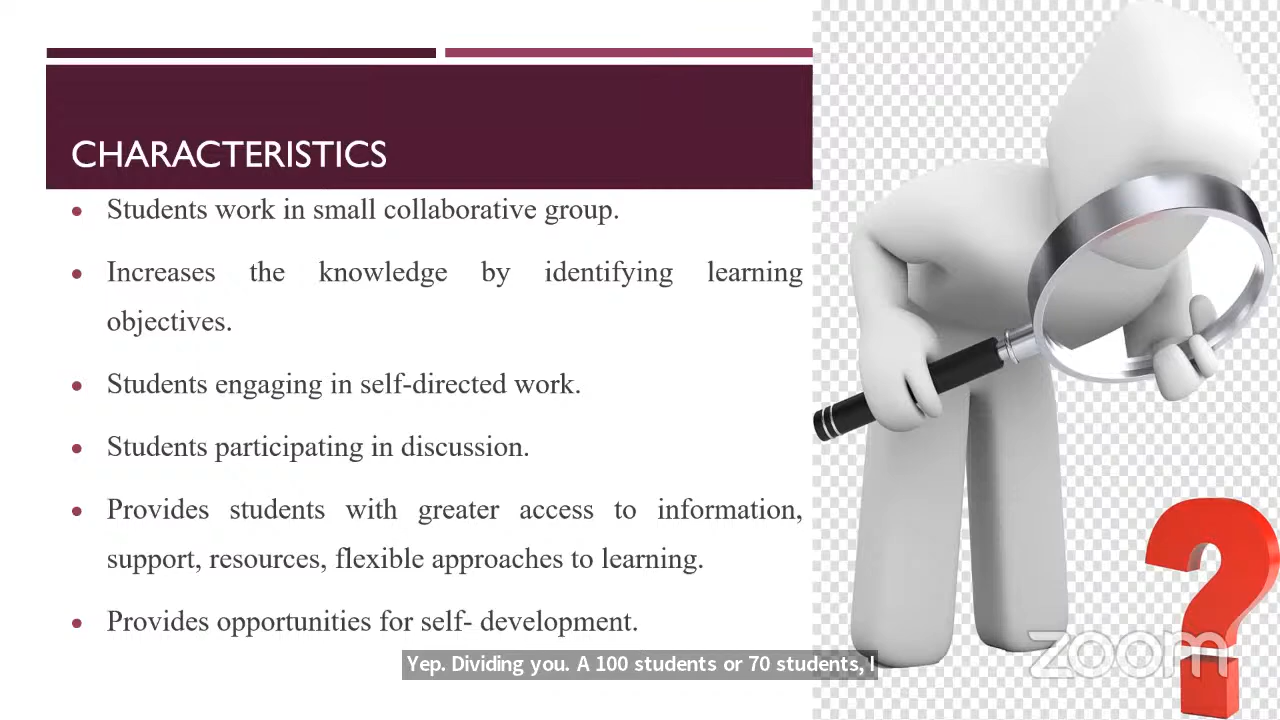 CHARACTERISTICS
• Students work in small collaborative group.
• Increases the knowledge by identifying learning
objectives.
• Students engaging in self-directed work.
• Students participating in discussion.
• Provides students with greater access to information,
support, resources, flexible approaches to learning.
• Provides opportunities for self- development.
Yep. Dividing you. A 100 students or 70 students, I
zoom
?